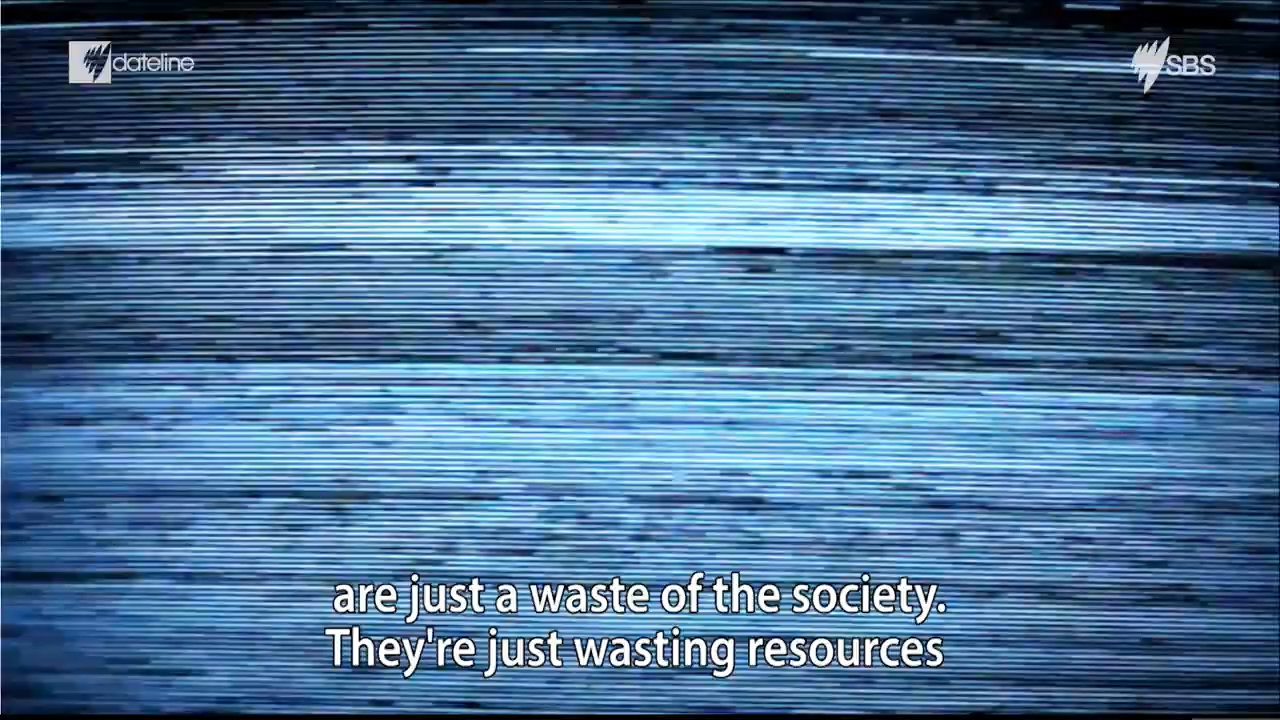 dateline
SBS
are just a waste of the society.
They're just wasting resources